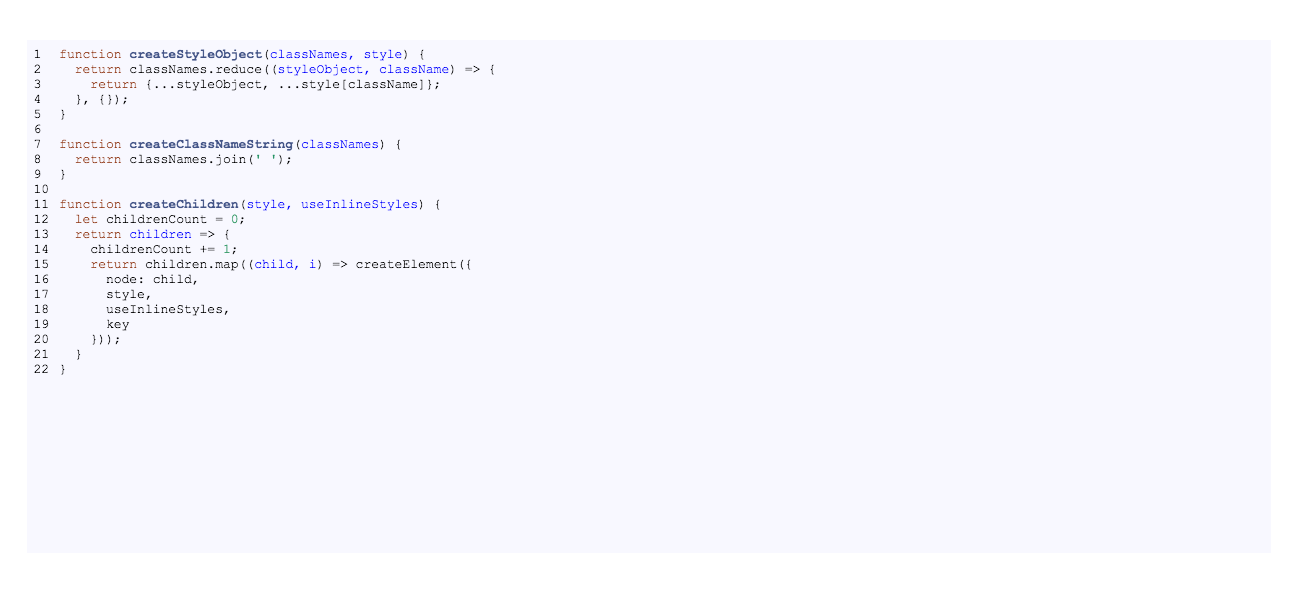 1 function createStyleObject(classNames, style) {
2   return classNames.reduce((styleObject, className) => {
3     return {...styleObject, ...style[className]};
4   }, {});
5 }
6
7 function createClassNameString(classNames) {
8   return classNames.join(' ');
9 }
10
11 function createChildren(style, useInlineStyles) {
12   let childrenCount = 0;
13   return children => {
14     childrenCount += 1;
15     return children.map((child, i) => createElement({
16       node: child,
17       style,
18       useInlineStyles,
19       key
20     }));
21   }
22 }